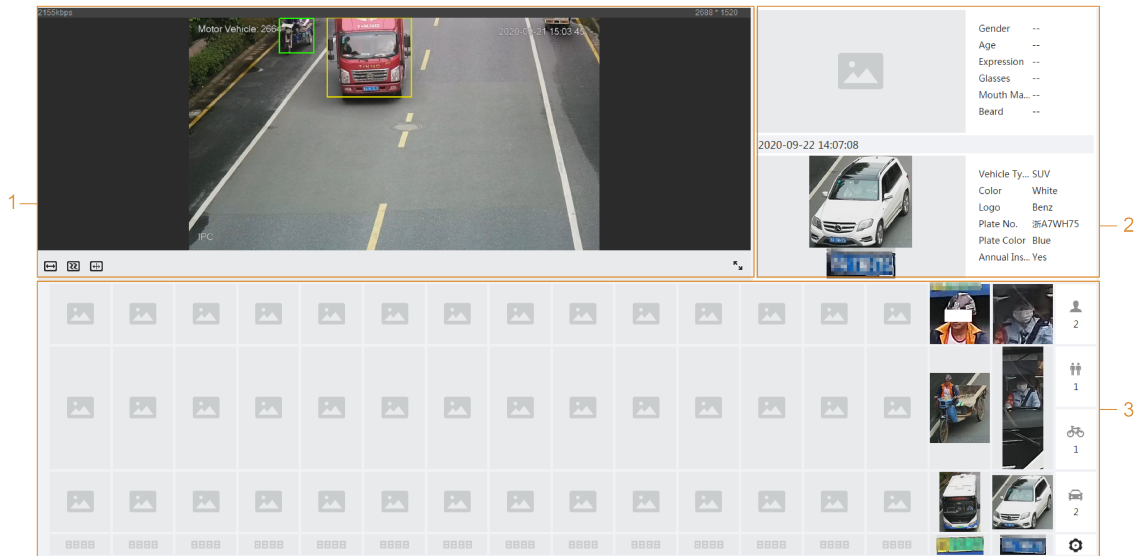 2155kbps
2688 * 1520
Motor Vehicle: 2664
2020-09-21 15:03:45
IPC
1
Gender --
Age --
Expression --
Glasses --
Mouth Ma... --
Beard --
2020-09-22 14:07:08
Vehicle Ty... SUV
Color White
Logo Benz
Plate No. 浙A7WH75
Plate Color Blue
Annual Ins... Yes
2
2
1
1
2
3